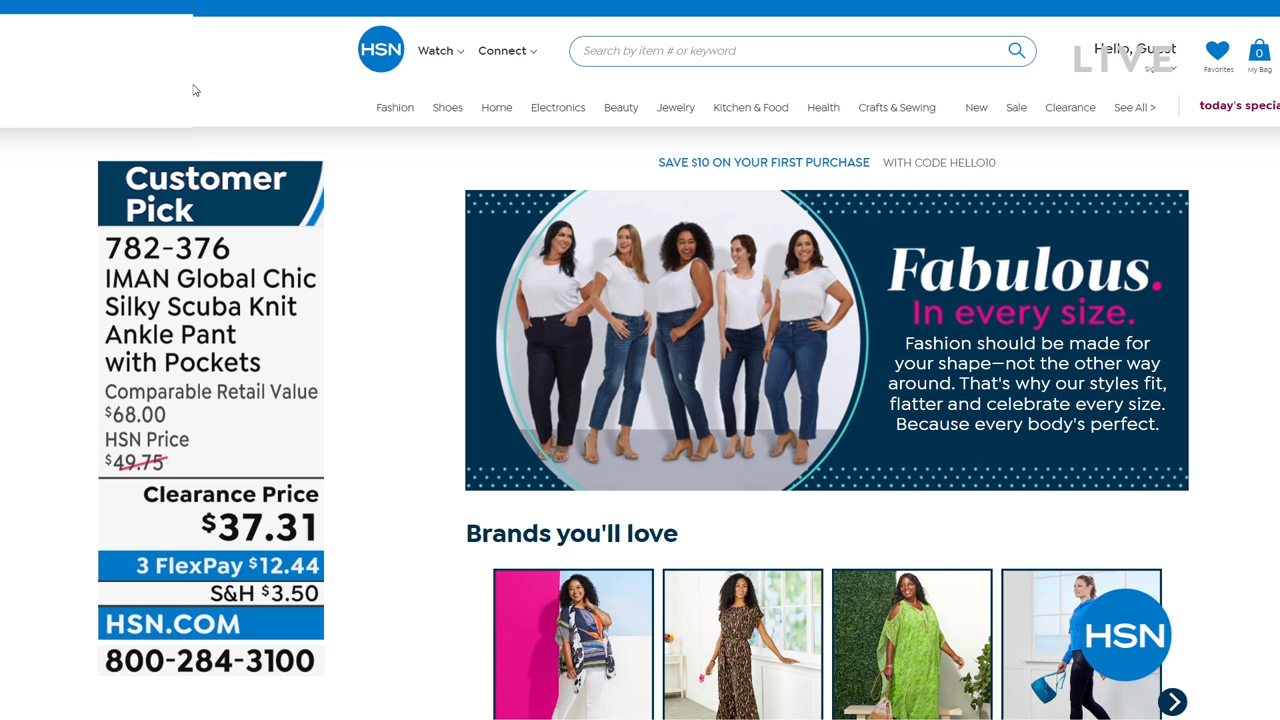 HSN
Watch
Connect
Search by item # or keyword
Hello, Guest
LIVE
Favorites
0
My Bag
Fashion
Shoes
Home
Electronics
Beauty
Jewelry
Kitchen & Food
Health
Crafts & Sewing
New
Sale
Clearance
See All >
today's specia
SAVE $10 ON YOUR FIRST PURCHASE WITH CODE HELLO10
Customer
Pick
782-376
IMAN Global Chic
Silky Scuba Knit
Ankle Pant
with Pockets
Comparable Retail Value
$68.00
HSN Price
$49.75
Clearance Price
$37.31
3 FlexPay $12.44
S&H $3.50
HSN.COM
800-284-3100
Fabulous.
In every size.
Fashion should be made for
your shape—not the other way
around. That's why our styles fit,
flatter and celebrate every size.
Because every body's perfect.
Brands you'll love
HSN